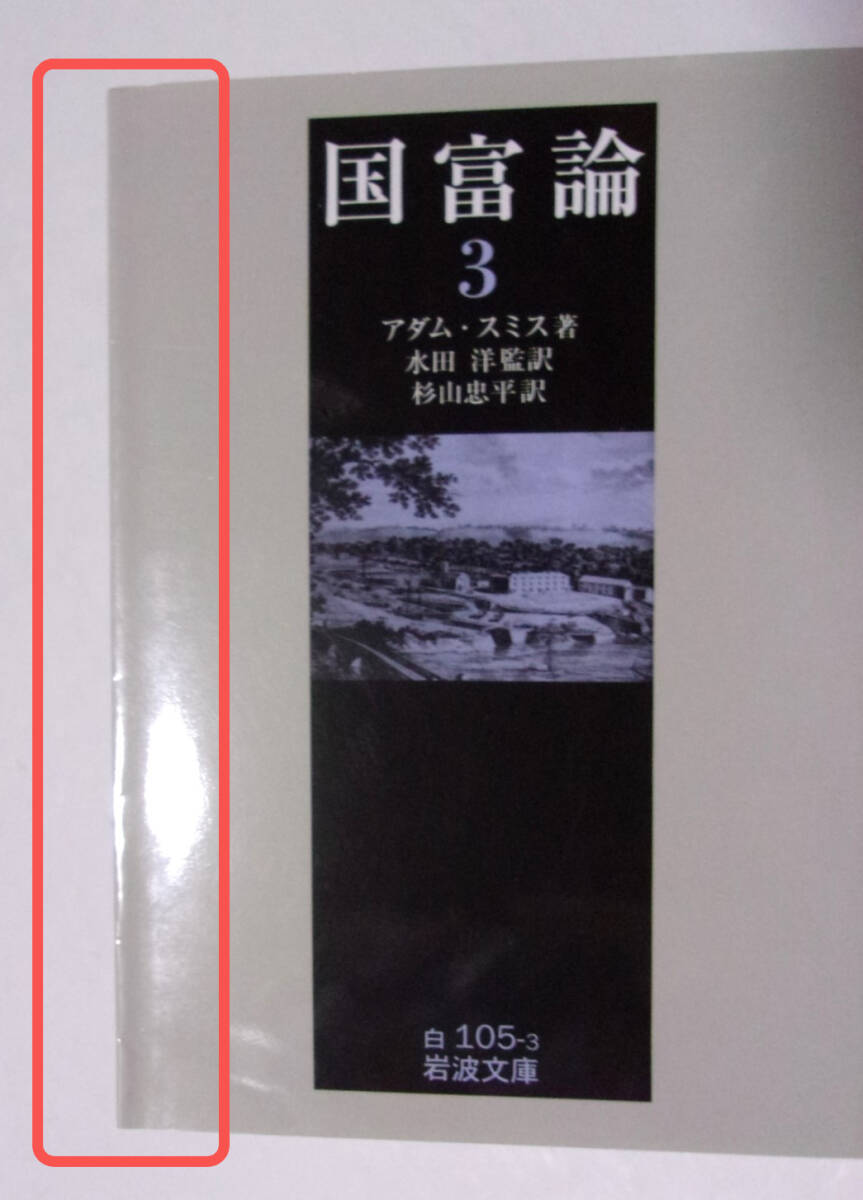 国富論
3
アダム・スミス著
水田 洋監訳
杉山忠平訳
白 105-3
岩波文庫